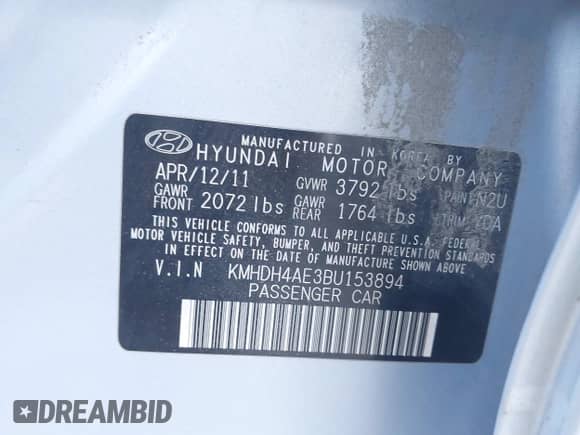 MANUFACTURED IN KOREA BY
HYUNDAI MOTOR COMPANY
APR/12/11 GVWR 3792 lbs PAINT N2U
GAWR FRONT 2072 lbs GAWR REAR 1764 lbs TRIM
THIS VEHICLE CONFORMS TO ALL APPLICABLE U.S.A. FEDERAL
MOTOR VEHICLE SAFETY, BUMPER, AND THEFT PREVENTION STANDARDS
IN EFFECT ON THE DATE OF MANUFACTURE SHOWN ABOVE
V.I.N KMHDH4AE3BU153894
PASSENGER CAR
DREAMBID